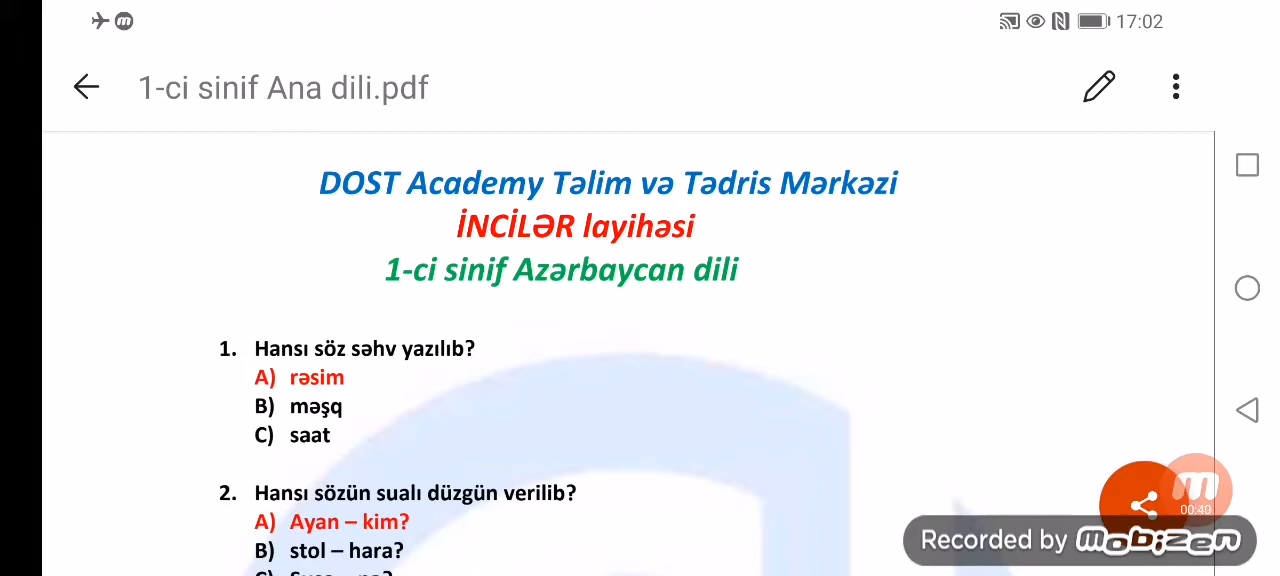 17:02
1-ci sinif Ana dili.pdf
DOST Academy Təlim və Tədris Mərkəzi
İNCİLƏR layihəsi
1-ci sinif Azərbaycan dili
1. Hansı söz səhv yazılıb?
A) rəsim
B) məşq
C) saat
2. Hansı sözün sualı düzgün verilib?
A) Ayan – kim?
B) stol – hara?
00:49
Recorded by Mobizen